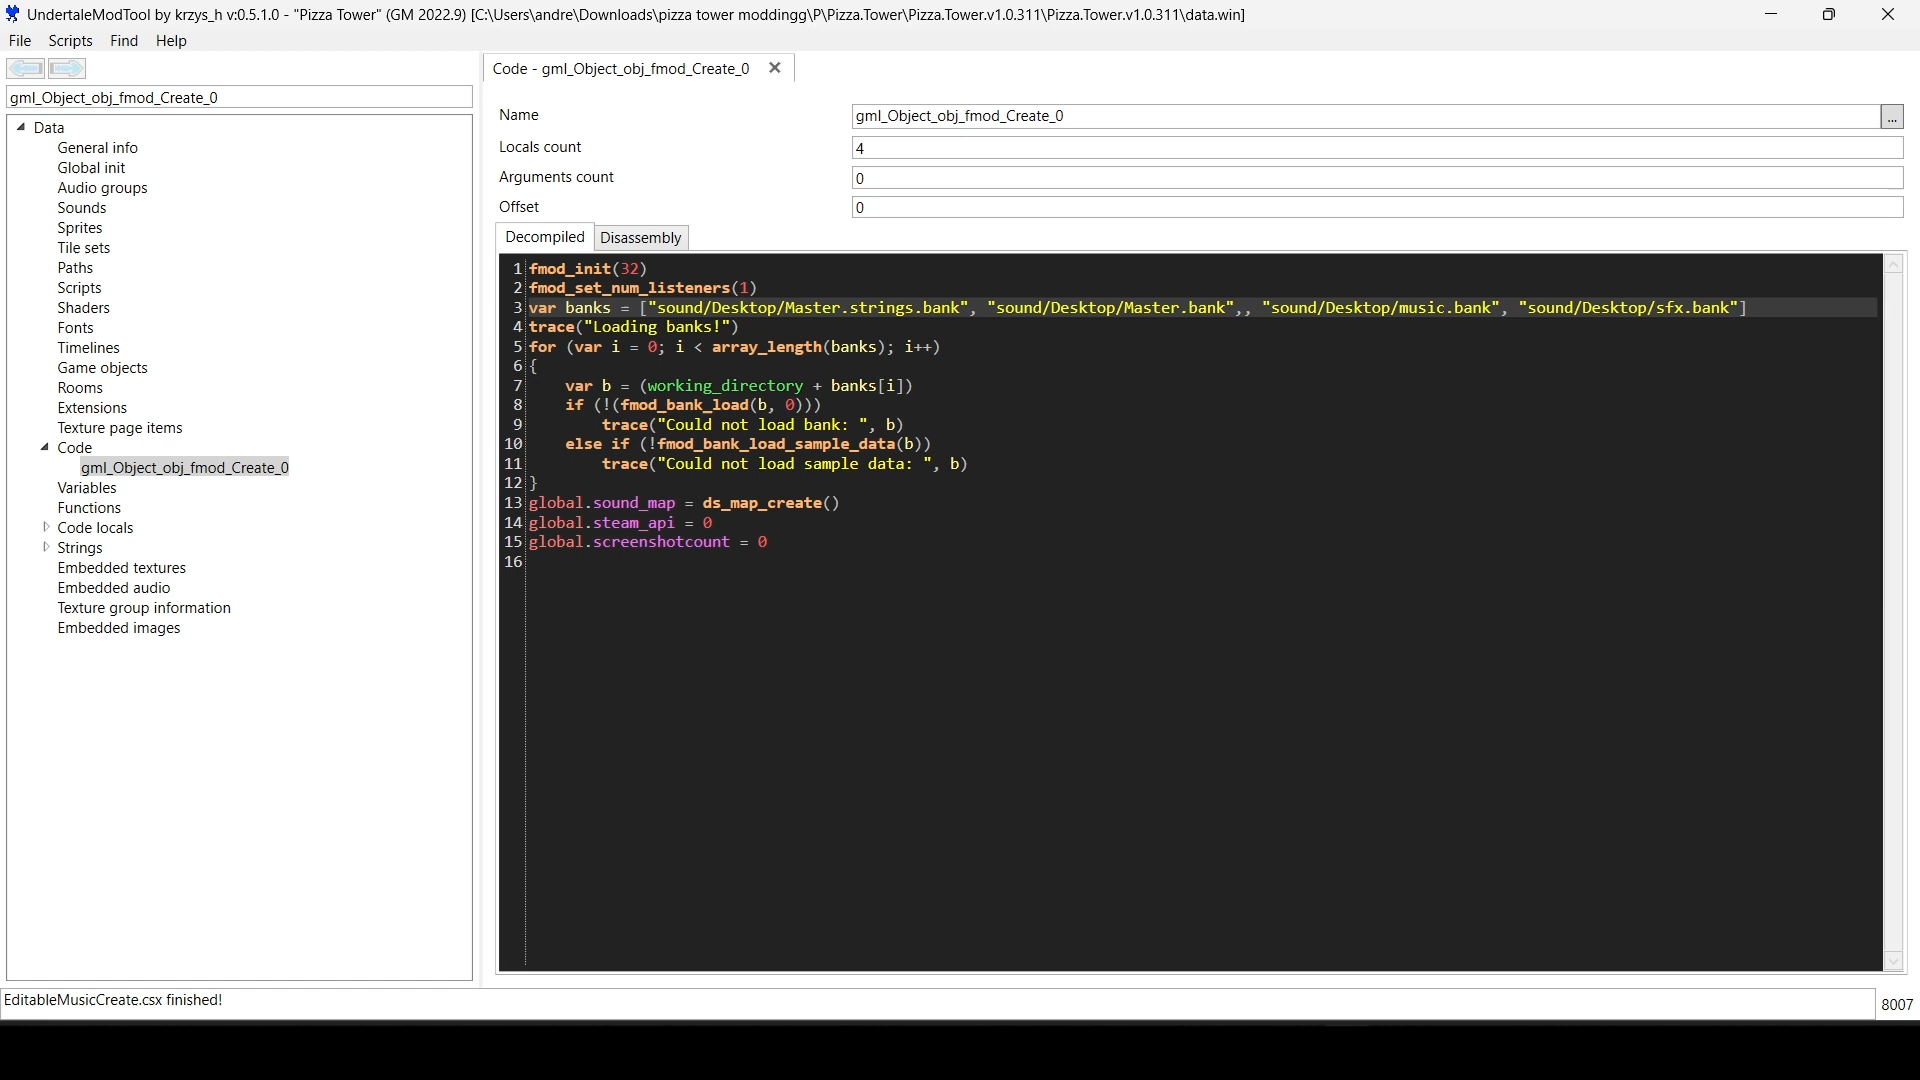 UndertaleModTool by krzys_h v:0.5.1.0 - "Pizza Tower" (GM 2022.9) [C:\Users\andre\Downloads\pizza tower moddingg\P\Pizza.Tower\Pizza.Tower.v1.0.311\Pizza.Tower.v1.0.311\data.win]
File Scripts Find Help
gml_Object_obj_fmod_Create_0
Data
General info
Global init
Audio groups
Sounds
Sprites
Tile sets
Paths
Scripts
Shaders
Fonts
Timelines
Game objects
Rooms
Extensions
Texture page items
Code
gml_Object_obj_fmod_Create_0
Variables
Functions
Code locals
Strings
Embedded textures
Embedded audio
Texture group information
Embedded images
Code - gml_Object_obj_fmod_Create_0
Name gml_Object_obj_fmod_Create_0 ...
Locals count 4
Arguments count 0
Offset 0
Decompiled Disassembly
1 fmod_init(32)
2 fmod_set_num_listeners(1)
3 var banks = ["sound/Desktop/Master.strings.bank", "sound/Desktop/Master.bank",, "sound/Desktop/music.bank", "sound/Desktop/sfx.bank"]
4 trace("Loading banks!")
5 for (var i = 0; i < array_length(banks); i++)
6 {
7 var b = (working_directory + banks[i])
8 if (!(fmod_bank_load(b, 0)))
9 trace("Could not load bank: ", b)
10 else if (!fmod_bank_load_sample_data(b))
11 trace("Could not load sample data: ", b)
12 }
13 global.sound_map = ds_map_create()
14 global.steam_api = 0
15 global.screenshotcount = 0
16
EditableMusicCreate.csx finished!
8007